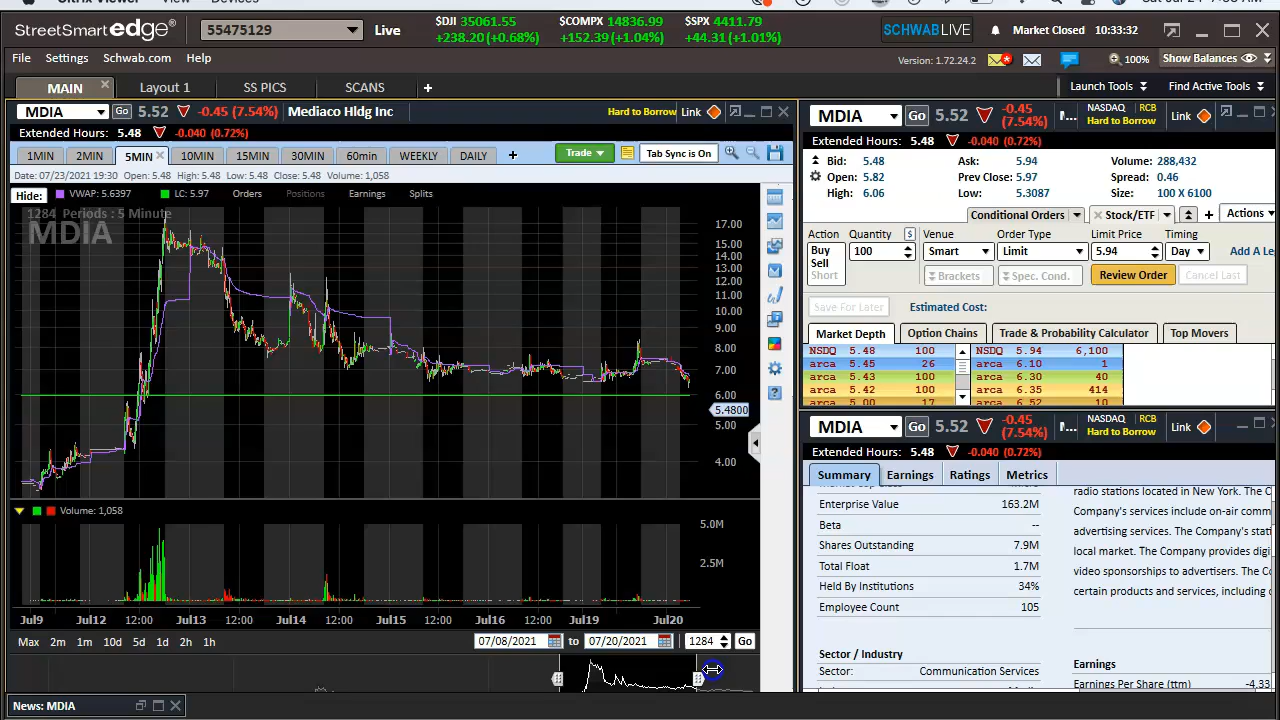 Citrix Viewer View Devices
StreetSmart edge®
55475129
Live
$DJI 35061.55
+238.20 (+0.68%)
$COMPX 14836.99
+152.39 (+1.04%)
$SPX 4411.79
+44.31 (+1.01%)
SCHWABLIVE
Market Closed
10:33:32
File Settings Schwab.com Help
Version: 1.72.24.2
100%
Show Balances
MAIN
Layout 1
SS PICS
SCANS
+
Launch Tools
Find Active Tools
MDIA Go 5.52 -0.45 (7.54%) Mediaco Hldg Inc
Hard to Borrow Link
Extended Hours: 5.48 -0.040 (0.72%)
1MIN 2MIN 5MIN 10MIN 15MIN 30MIN 60min WEEKLY DAILY +
Trade
Tab Sync is On
Date: 07/23/2021 19:30 Open: 5.48 High: 5.48 Low: 5.48 Close: 5.48 Volume: 1,058
Hide: VWAP: 5.6397 LC: 5.97 Orders Positions Earnings Splits
1284 Periods : 5 Minute
MDIA
17.00
15.00
14.00
13.00
12.00
11.00
10.00
9.00
8.00
7.00
6.00
5.4800
5.00
4.00
Volume: 1,058
5.0M
2.5M
Jul9 Jul12 12:00 Jul13 12:00 Jul14 12:00 Jul15 12:00 Jul16 12:00 Jul19 12:00 Jul20
Max 2m 1m 10d 5d 1d 2h 1h
07/08/2021 to 07/20/2021 1284 Go
News: MDIA
MDIA Go 5.52 -0.45 (7.54%)
M... NASDAQ RCB
Hard to Borrow
Link
Extended Hours: 5.48 -0.040 (0.72%)
Bid: 5.48 Ask: 5.94 Volume: 288,432
Open: 5.82 Prev Close: 5.97 Spread: 0.46
High: 6.06 Low: 5.3087 Size: 100 X 6100
Conditional Orders Stock/ETF + Actions
Action Quantity $ Venue Order Type Limit Price Timing
Buy
Sell
Short
100 Smart Limit 5.94 Day Add A Le
Brackets Spec. Cond. Review Order Cancel Last
Save For Later Estimated Cost:
Market Depth Option Chains Trade & Probability Calculator Top Movers
NSDQ 5.48 100 NSDQ 5.94 6,100
arca 5.45 26 arca 6.10 1
arca 5.43 100 arca 6.30 40
arca 5.42 100 arca 6.35 414
arca 5.00 17 arca 6.52 10
MDIA Go 5.52 -0.45 (7.54%)
M... NASDAQ RCB
Hard to Borrow
Link
Extended Hours: 5.48 -0.040 (0.72%)
Summary Earnings Ratings Metrics
Enterprise Value 163.2M
Beta --
Shares Outstanding 7.9M
Total Float 1.7M
Held By Institutions 34%
Employee Count 105
Sector / Industry
Sector: Communication Services
radio stations located in New York. The C
Company's services include on-air comm
advertising services. The Company's stat
local market. The Company provides digi
video sponsorships to advertisers. The C
certain products and services, including o
Earnings
Earnings Per Share (ttm) -4.33